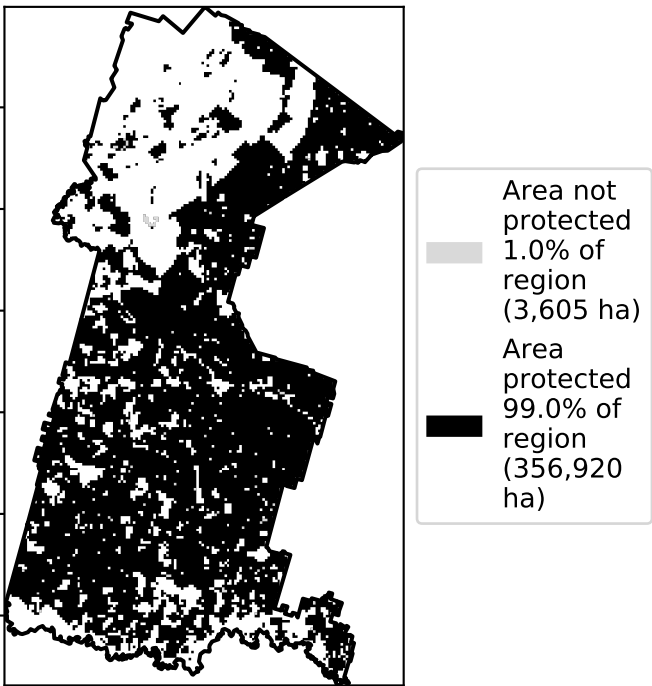 Area not
protected
1.0% of
region
(3,605 ha)
Area
protected
99.0% of
region
(356,920
ha)